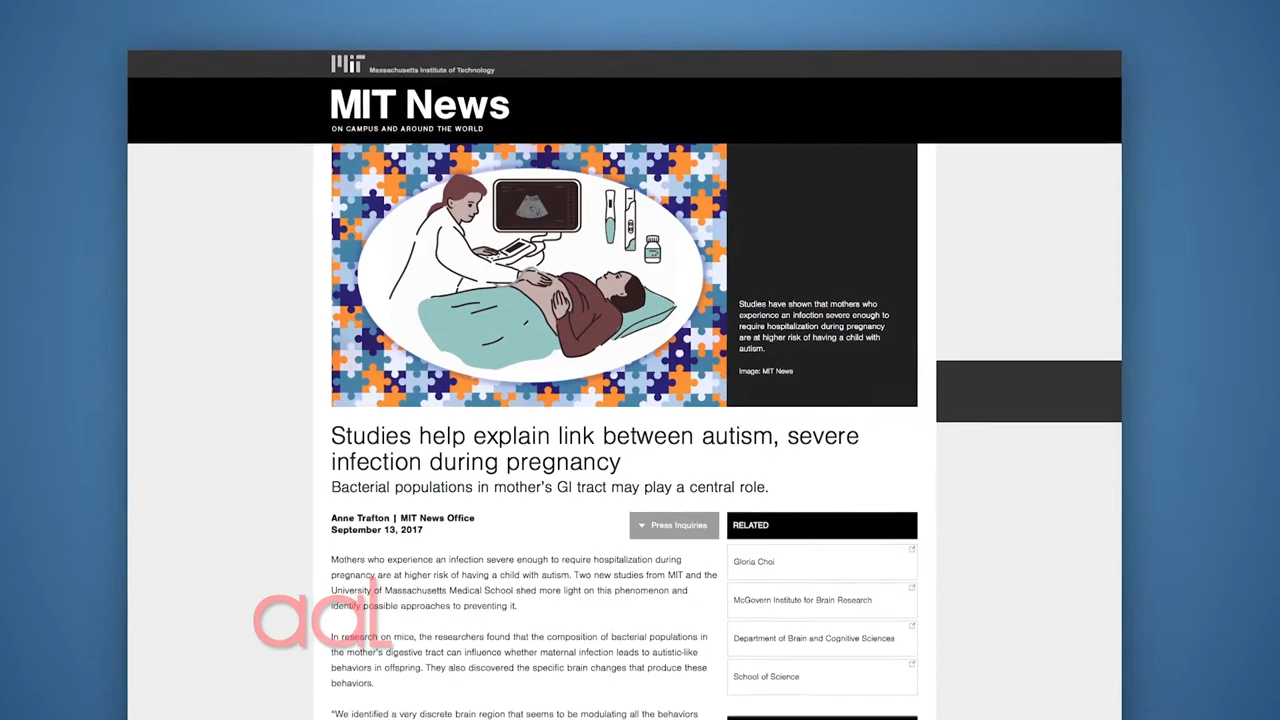 MIT Massachusetts Institute of Technology
MIT News
ON CAMPUS AND AROUND THE WORLD
Studies have shown that mothers who
experience an infection severe enough to
require hospitalization during pregnancy
are at higher risk of having a child with
autism.
Image: MIT News
Studies help explain link between autism, severe
infection during pregnancy
Bacterial populations in mother's GI tract may play a central role.
Anne Trafton | MIT News Office
September 13, 2017
Press Inquiries
Mothers who experience an infection severe enough to require hospitalization during
pregnancy are at higher risk of having a child with autism. Two new studies from MIT and the
University of Massachusetts Medical School shed more light on this phenomenon and
identify possible approaches to preventing it.
In research on mice, the researchers found that the composition of bacterial populations in
the mother's digestive tract can influence whether maternal infection leads to autistic-like
behaviors in offspring. They also discovered the specific brain changes that produce these
behaviors.
"We identified a very discrete brain region that seems to be modulating all the behaviors
RELATED
Gloria Choi
McGovern Institute for Brain Research
Department of Brain and Cognitive Sciences
School of Science